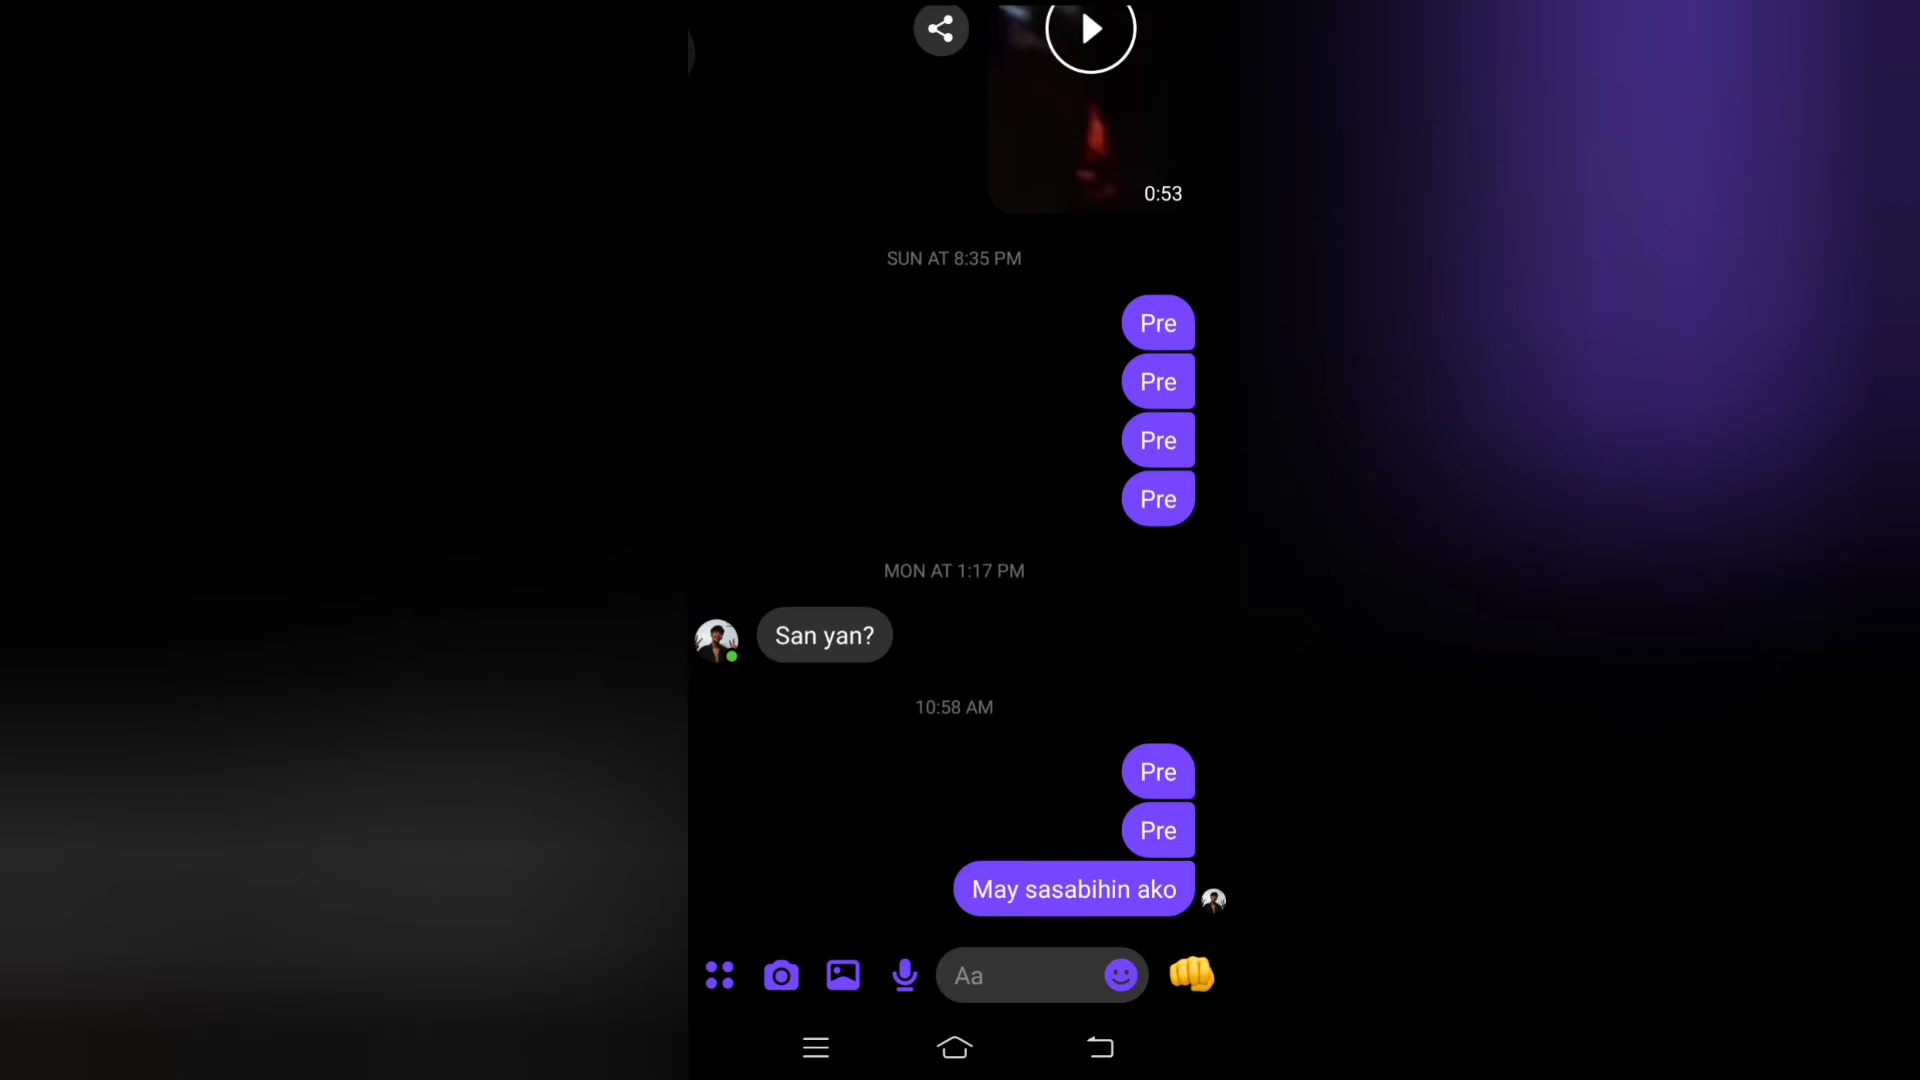 0:53
SUN AT 8:35 PM
Pre
Pre
Pre
Pre
MON AT 1:17 PM
San yan?
10:58 AM
Pre
Pre
May sasabihin ako
Aa